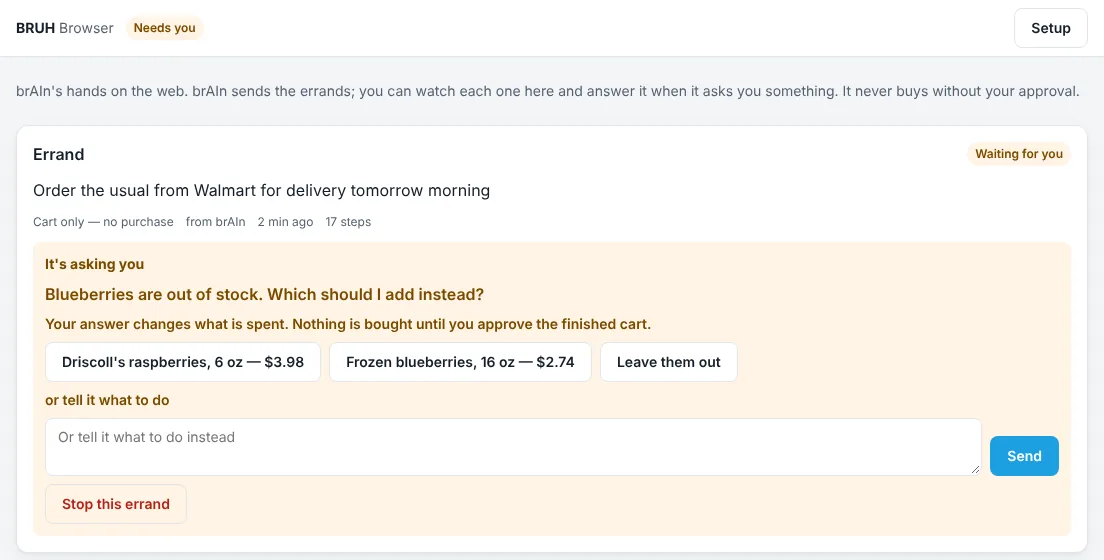 BRUH Browser Needs you Setup
brAIn's hands on the web. brAIn sends the errands; you can watch each one here and answer it when it asks you something. It never buys without your approval.
Errand Waiting for you
Order the usual from Walmart for delivery tomorrow morning
Cart only — no purchase from brAIn 2 min ago 17 steps
It's asking you
Blueberries are out of stock. Which should I add instead?
Your answer changes what is spent. Nothing is bought until you approve the finished cart.
Driscoll's raspberries, 6 oz — $3.98 Frozen blueberries, 16 oz — $2.74 Leave them out
or tell it what to do
Or tell it what to do instead
Send
Stop this errand